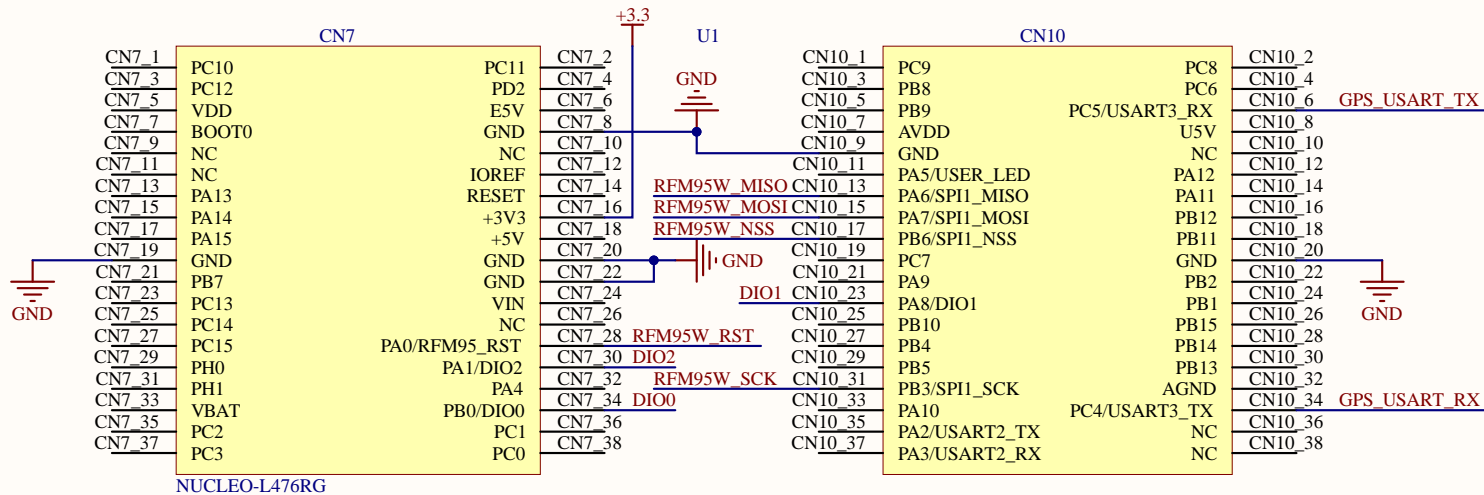 +3.3
CN7 U1 CN10
CN7_1 PC10 PC11 CN7_2 CN10_1 PC9 PC8 CN10_2
CN7_3 PC12 PD2 CN7_4 GND CN10_3 PB8 PC6 CN10_4
CN7_5 VDD E5V CN7_6 CN10_5 PB9 PC5/USART3_RX CN10_6 GPS_USART_TX
CN7_7 BOOT0 GND CN7_8 CN10_7 AVDD U5V CN10_8
CN7_9 NC NC CN7_10 CN10_9 GND NC CN10_10
CN7_11 NC IOREF CN7_12 CN10_11 PA5/USER_LED PA12 CN10_12
CN7_13 PA13 RESET CN7_14 RFM95W_MISO CN10_13 PA6/SPI1_MISO PA11 CN10_14
CN7_15 PA14 +3V3 CN7_16 RFM95W_MOSI CN10_15 PA7/SPI1_MOSI PB12 CN10_16
CN7_17 PA15 +5V CN7_18 RFM95W_NSS CN10_17 PB6/SPI1_NSS PB11 CN10_18
CN7_19 GND GND CN7_20 GND CN10_19 PC7 GND CN10_20
CN7_21 PB7 GND CN7_22 CN10_21 PA9 PB2 CN10_22
GND CN7_23 PC13 VIN CN7_24 DIO1 CN10_23 PA8/DIO1 PB1 CN10_24 GND
CN7_25 PC14 NC CN7_26 CN10_25 PB10 PB15 CN10_26
CN7_27 PC15 PA0/RFM95_RST CN7_28 RFM95W_RST CN10_27 PB4 PB14 CN10_28
CN7_29 PH0 PA1/DIO2 CN7_30 DIO2 CN10_29 PB5 PB13 CN10_30
CN7_31 PH1 PA4 CN7_32 RFM95W_SCK CN10_31 PB3/SPI1_SCK AGND CN10_32
CN7_33 VBAT PB0/DIO0 CN7_34 DIO0 CN10_33 PA10 PC4/USART3_TX CN10_34 GPS_USART_RX
CN7_35 PC2 PC1 CN7_36 CN10_35 PA2/USART2_TX NC CN10_36
CN7_37 PC3 PC0 CN7_38 CN10_37 PA3/USART2_RX NC CN10_38
NUCLEO-L476RG